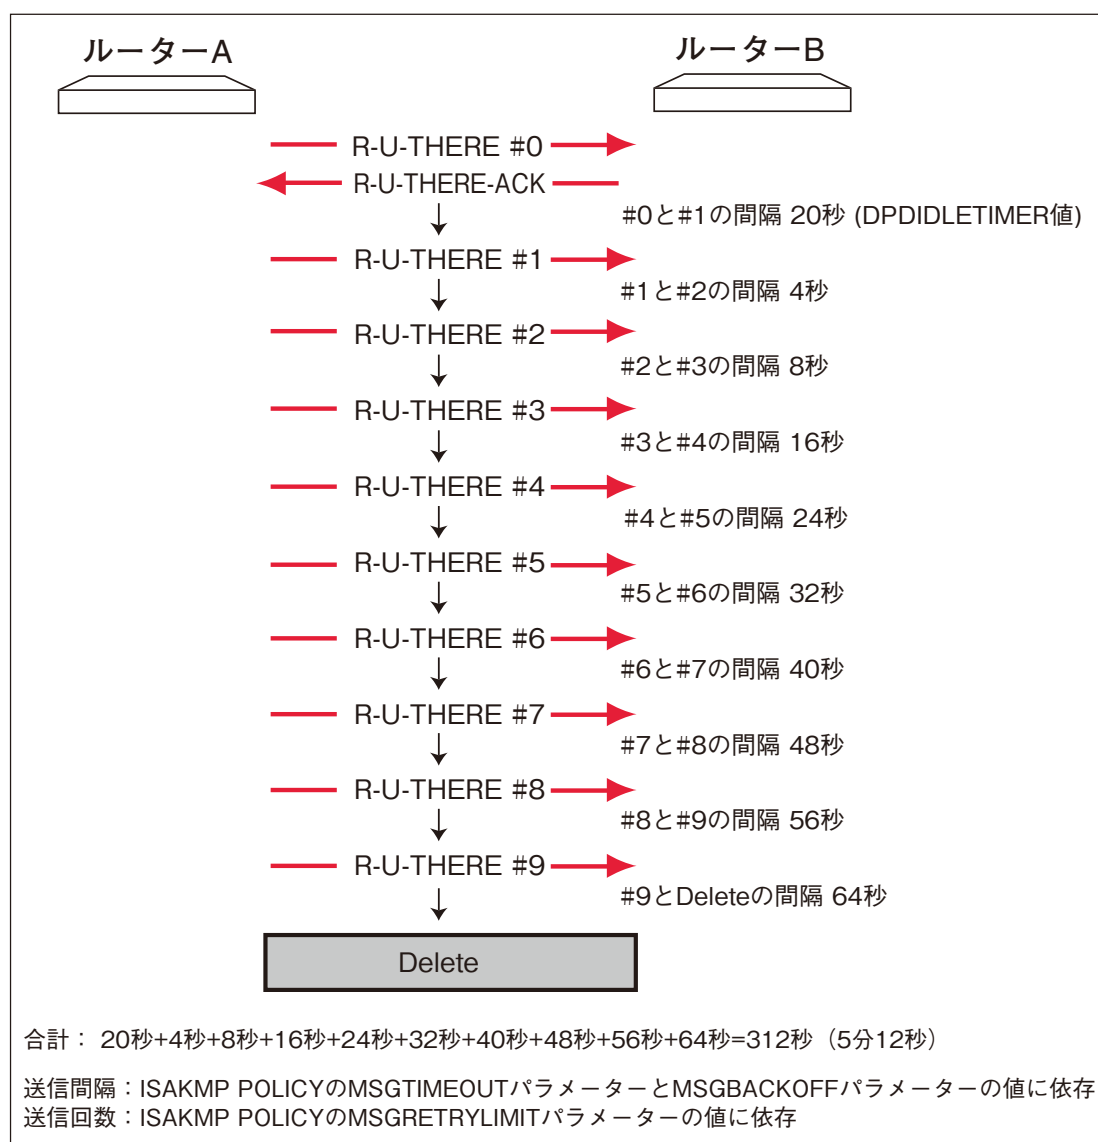 ルーターA
ルーターB
R-U-THERE #0
R-U-THERE-ACK
#0と#1の間隔 20秒 (DPDIDLETIMER値)
R-U-THERE #1
#1と#2の間隔 4秒
R-U-THERE #2
#2と#3の間隔 8秒
R-U-THERE #3
#3と#4の間隔 16秒
R-U-THERE #4
#4と#5の間隔 24秒
R-U-THERE #5
#5と#6の間隔 32秒
R-U-THERE #6
#6と#7の間隔 40秒
R-U-THERE #7
#7と#8の間隔 48秒
R-U-THERE #8
#8と#9の間隔 56秒
R-U-THERE #9
#9とDeleteの間隔 64秒
Delete
合計： 20秒+4秒+8秒+16秒+24秒+32秒+40秒+48秒+56秒+64秒=312秒（5分12秒）
送信間隔：ISAKMP POLICYのMSGTIMEOUTパラメーターとMSGBACKOFFパラメーターの値に依存
送信回数：ISAKMP POLICYのMSGRETRYLIMITパラメーターの値に依存